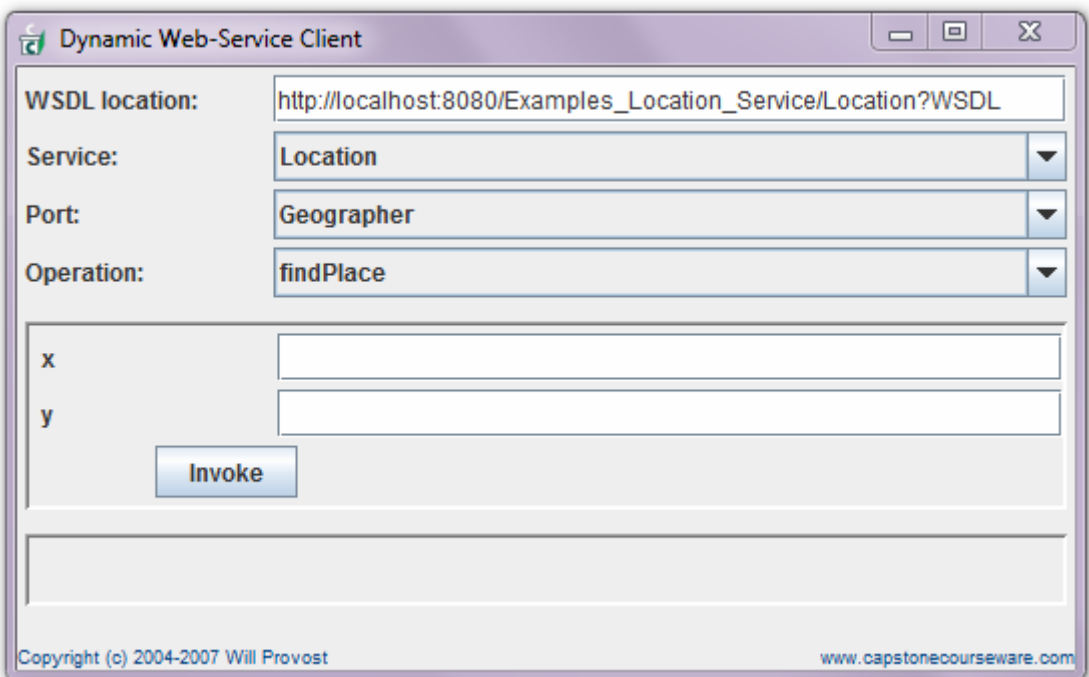 Dynamic Web-Service Client
WSDL location: http://localhost:8080/Examples_Location_Service/Location?WSDL
Service: Location
Port: Geographer
Operation: findPlace
x
y
Invoke
Copyright (c) 2004-2007 Will Provost www.capstonecourseware.com